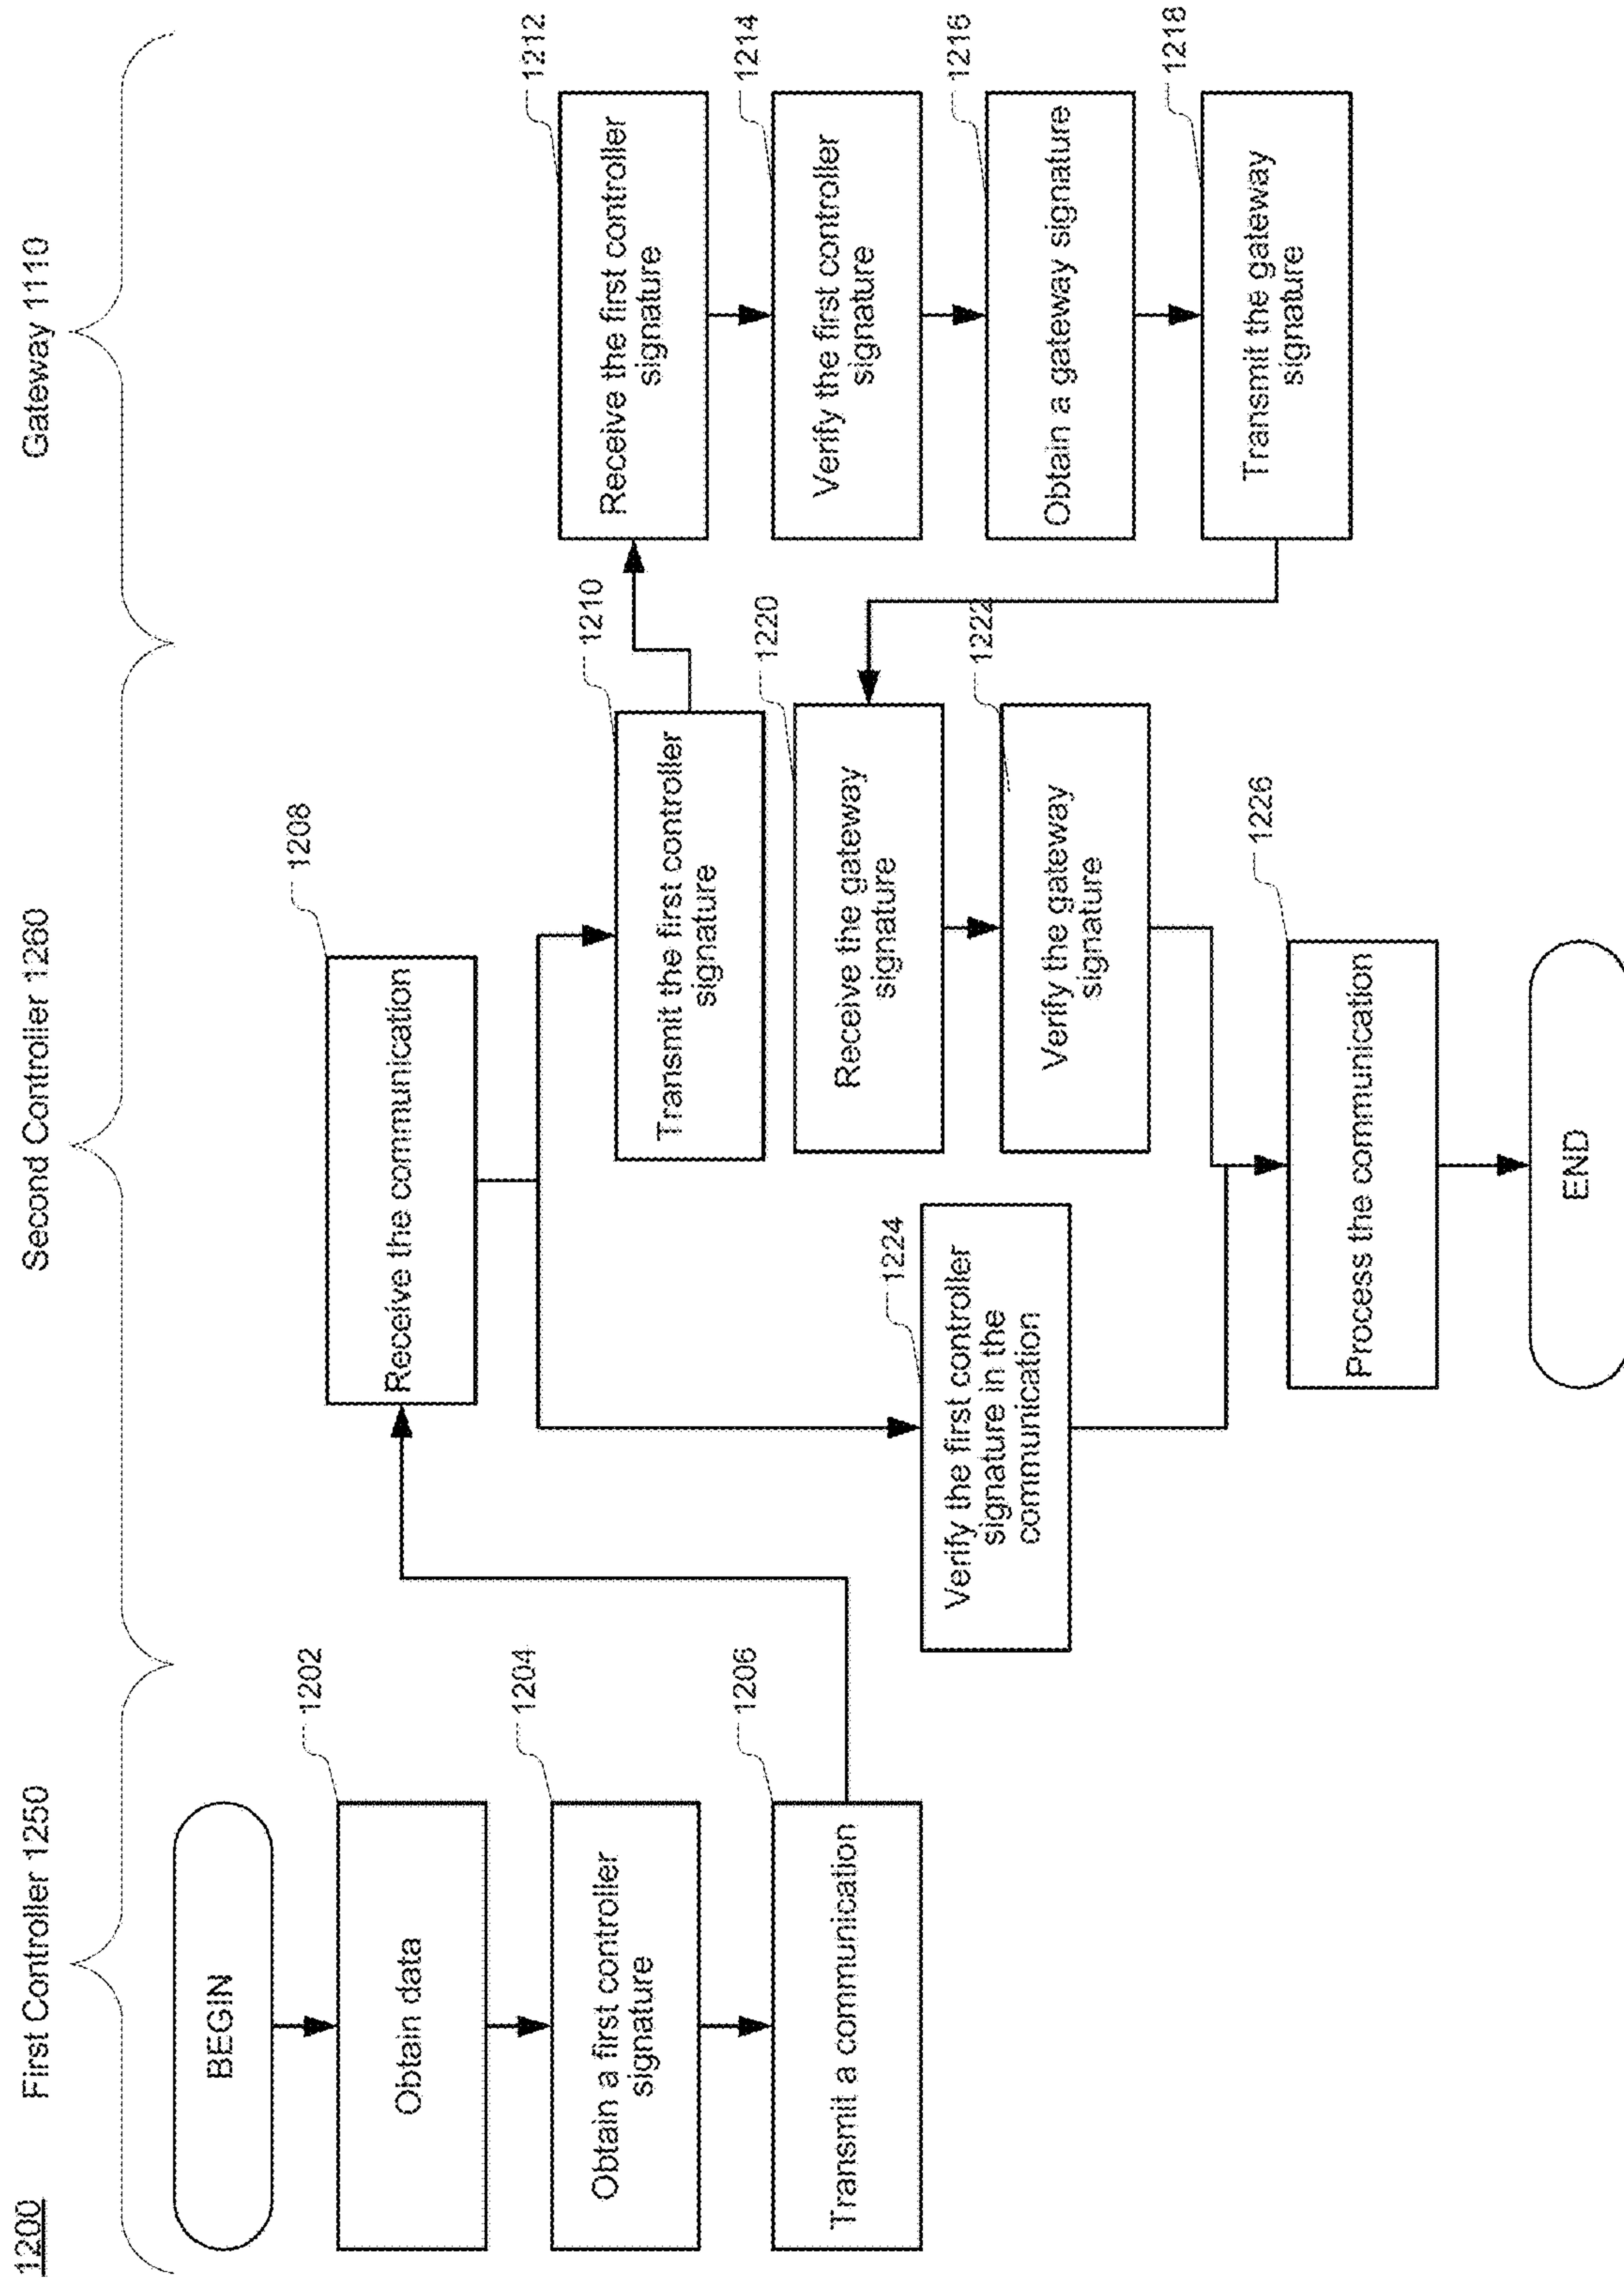 1200
First Controller 1250
Second Controller 1260
Gateway 1110
BEGIN
1202
Obtain data
1204
Obtain a first controller
signature
1206
Transmit a communication
1208
Receive the communication
1210
Transmit the first controller
signature
1212
Receive the first controller
signature
1214
Verify the first controller
signature
1216
Obtain a gateway signature
1218
Transmit the gateway
signature
1220
Receive the gateway
signature
1222
Verify the gateway
signature
1224
Verify the first controller
signature in the
communication
1226
Process the communication
END